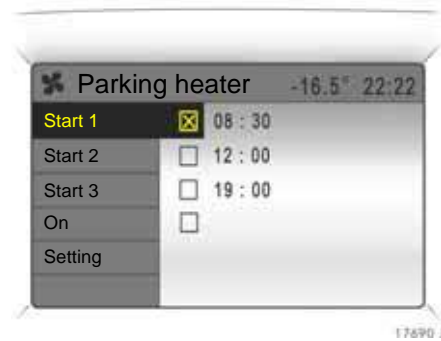 Parking heater -16.5° 22:22
Start 1 08 : 30
Start 2 12 : 00
Start 3 19 : 00
On
Setting
17690